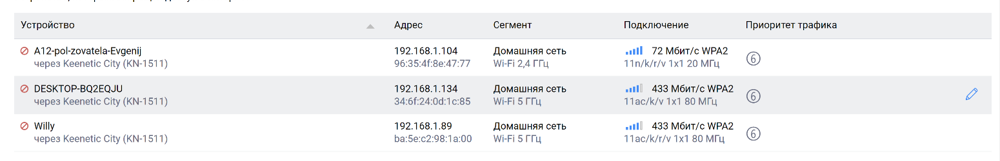 Устройство Адрес Сегмент Подключение Приоритет трафика
A12-pol-zovatela-Evgenij 192.168.1.104 Домашняя сеть 72 Мбит/с WPA2 6
через Keenetic City (KN-1511) 96:35:4f:8e:47:77 Wi-Fi 2,4 ГГц 11n/k/r/v 1x1 20 МГц
DESKTOP-BQ2EQJU 192.168.1.134 Домашняя сеть 433 Мбит/с WPA2 6
через Keenetic City (KN-1511) 34:6f:24:0d:1c:85 Wi-Fi 5 ГГц 11ac/k/v 1x1 80 МГц
Willy 192.168.1.89 Домашняя сеть 433 Мбит/с WPA2 6
через Keenetic City (KN-1511) ba:5e:c2:98:1a:00 Wi-Fi 5 ГГц 11ac/k/r/v 1x1 80 МГц